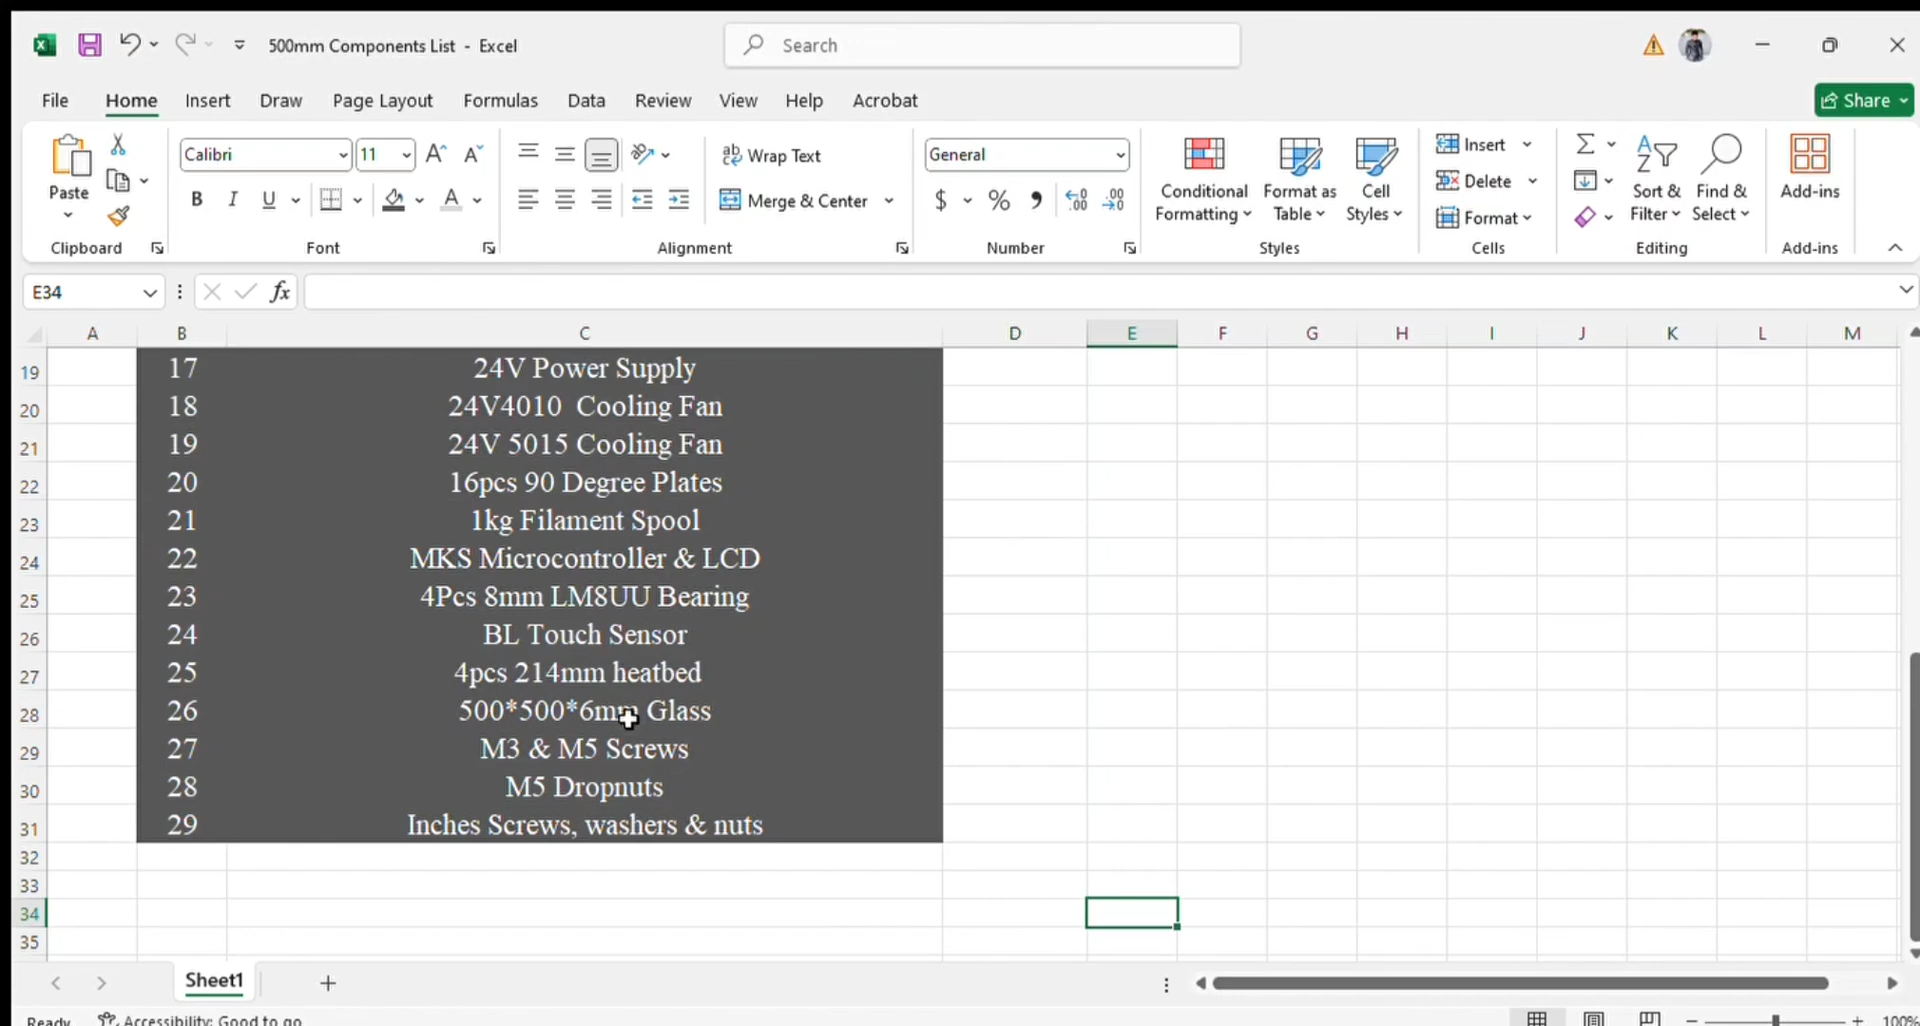 500mm Components List - Excel
Search
File Home Insert Draw Page Layout Formulas Data Review View Help Acrobat
Share
Calibri 11 Wrap Text General
Paste B I U Merge & Center $ % Conditional Formatting Format as Table Cell Styles Insert Delete Format Sort & Filter Find & Select Add-ins
Clipboard Font Alignment Number Styles Cells Editing Add-ins
E34 fx
A B C D E F G H I J K L M
19 17 24V Power Supply
20 18 24V4010 Cooling Fan
21 19 24V 5015 Cooling Fan
22 20 16pcs 90 Degree Plates
23 21 1kg Filament Spool
24 22 MKS Microcontroller & LCD
25 23 4Pcs 8mm LM8UU Bearing
26 24 BL Touch Sensor
27 25 4pcs 214mm heatbed
28 26 500*500*6mm Glass
29 27 M3 & M5 Screws
30 28 M5 Dropnuts
31 29 Inches Screws, washers & nuts
32
33
34
35
Sheet1
Ready Accessibility: Good to go 100%